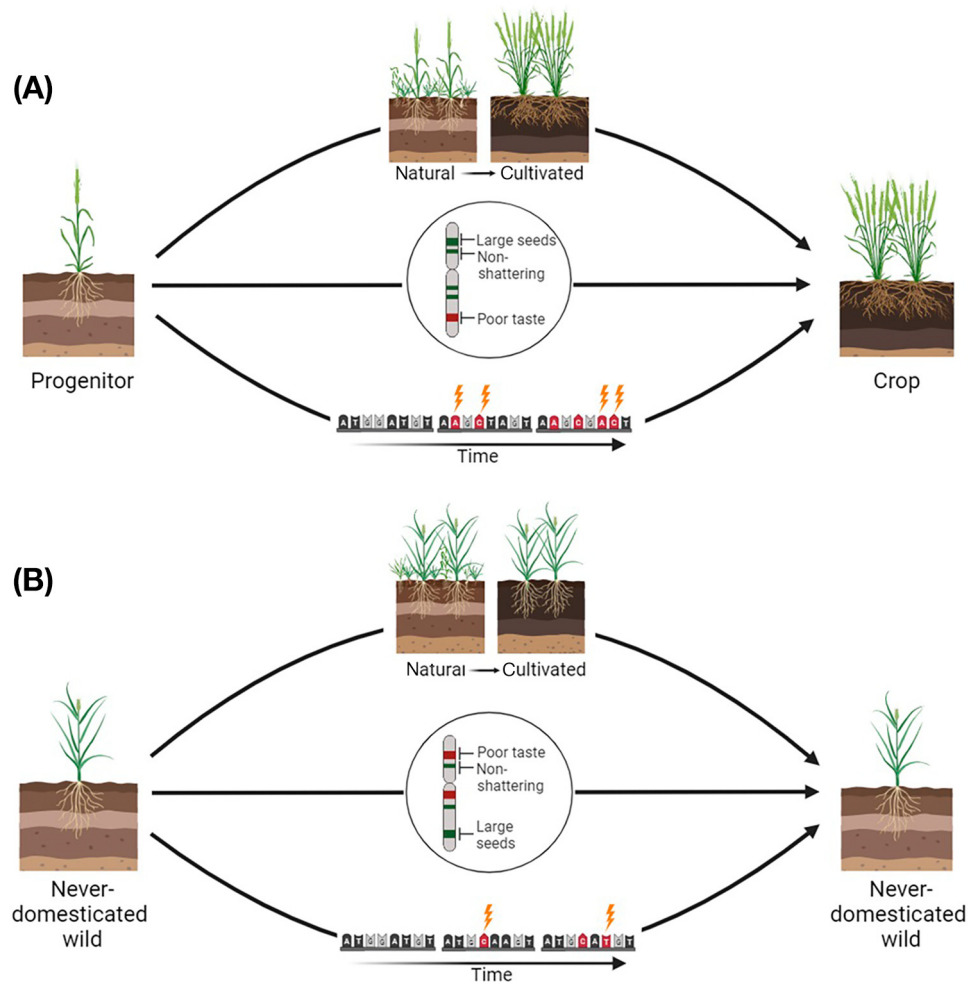 (A)
Natural → Cultivated
Large seeds
Non-
shattering
Poor taste
Progenitor
Crop
A T G G A T G T A A G C T A G T A A G C G A C T
Time
(B)
Natural → Cultivated
Poor taste
Non-
shattering
Large
seeds
Never-
domesticated
wild
Never-
domesticated
wild
A T G G A T G T A T G C A A G T A T G C A T G T
Time